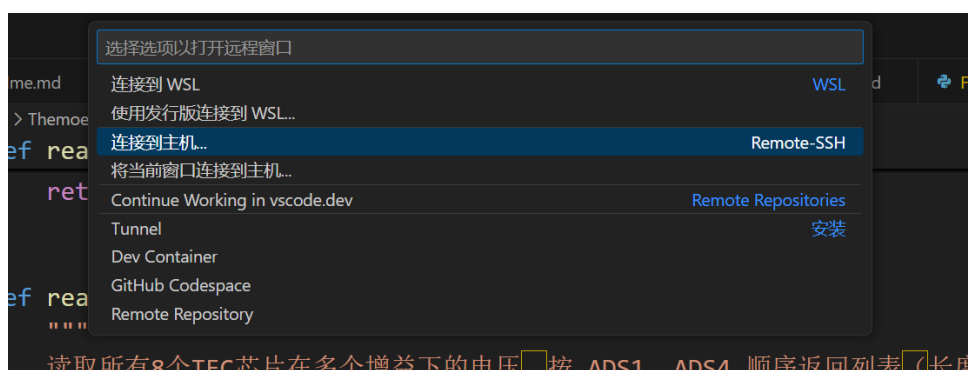 选择选项以打开远程窗口
me.md
连接到 WSL
WSL
d
F
使用发行版连接到 WSL...
> Themoe
连接到主机...
Remote-SSH
ef rea
将当前窗口连接到主机...
ret
Continue Working in vscode.dev
Remote Repositories
Tunnel
安装
Dev Container
GitHub Codespace
ef rea
Remote Repository
"""
读取所有8个TEC芯片在多个增益下的电压，按 ADS1, ADS4 顺序返回列表（长度